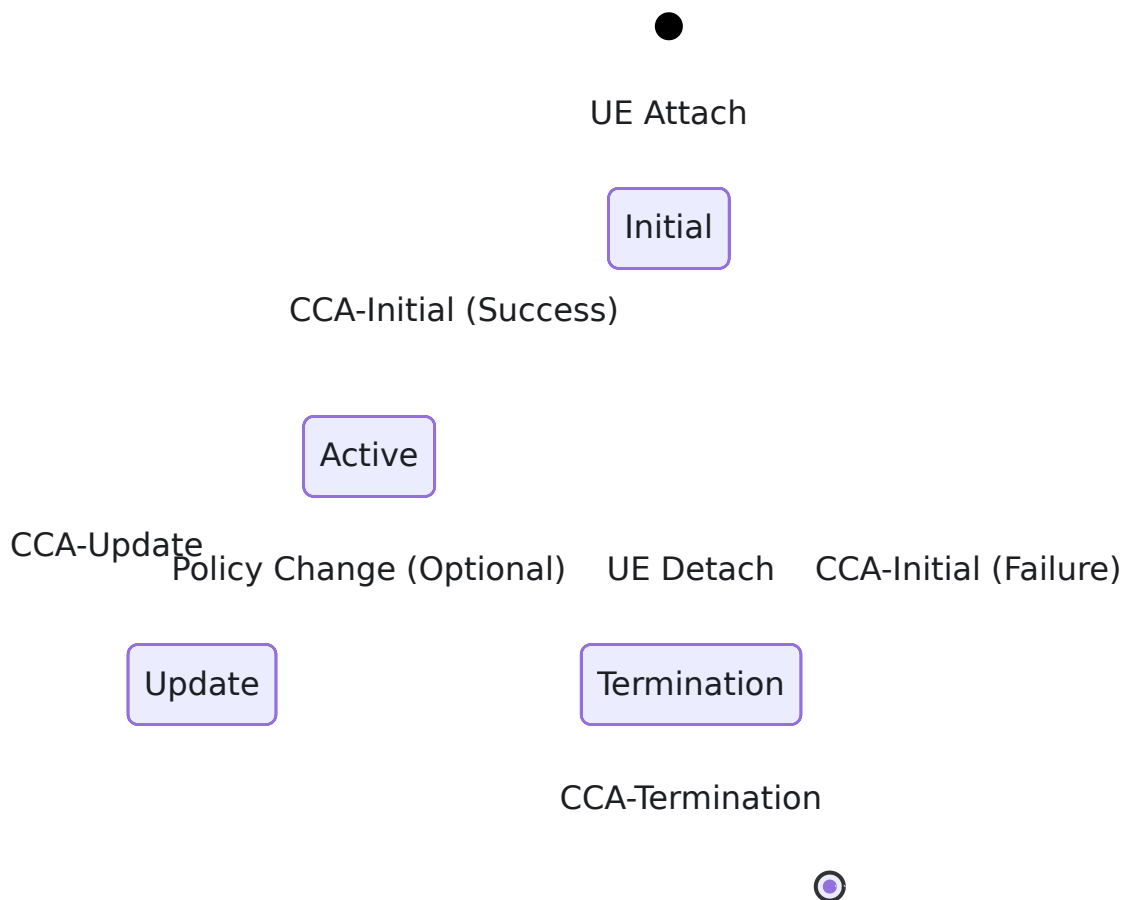 UE Attach
Initial
CCA-Initial (Success)
Active
CCA-Update
Policy Change (Optional)
UE Detach
CCA-Initial (Failure)
Update
Termination
CCA-Termination